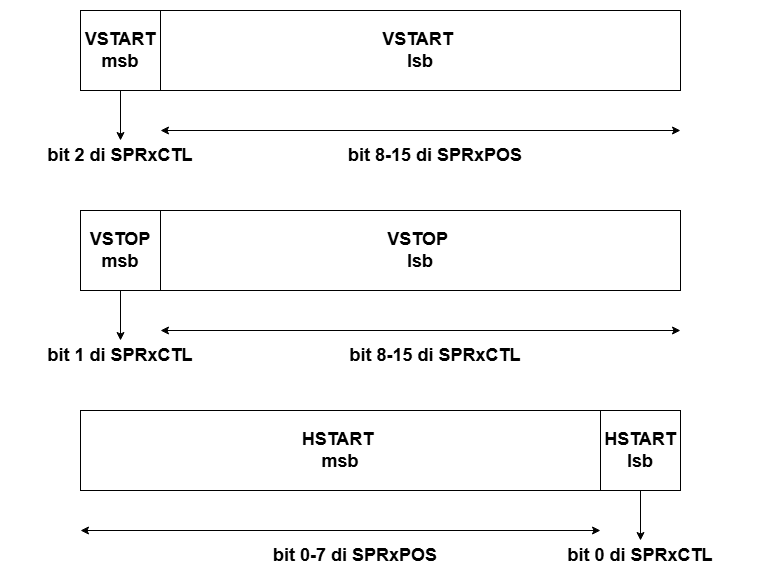 VSTART
msb
VSTART
lsb
bit 2 di SPRxCTL
bit 8-15 di SPRxPOS
VSTOP
msb
VSTOP
lsb
bit 1 di SPRxCTL
bit 8-15 di SPRxCTL
HSTART
msb
HSTART
lsb
bit 0-7 di SPRxPOS
bit 0 di SPRxCTL